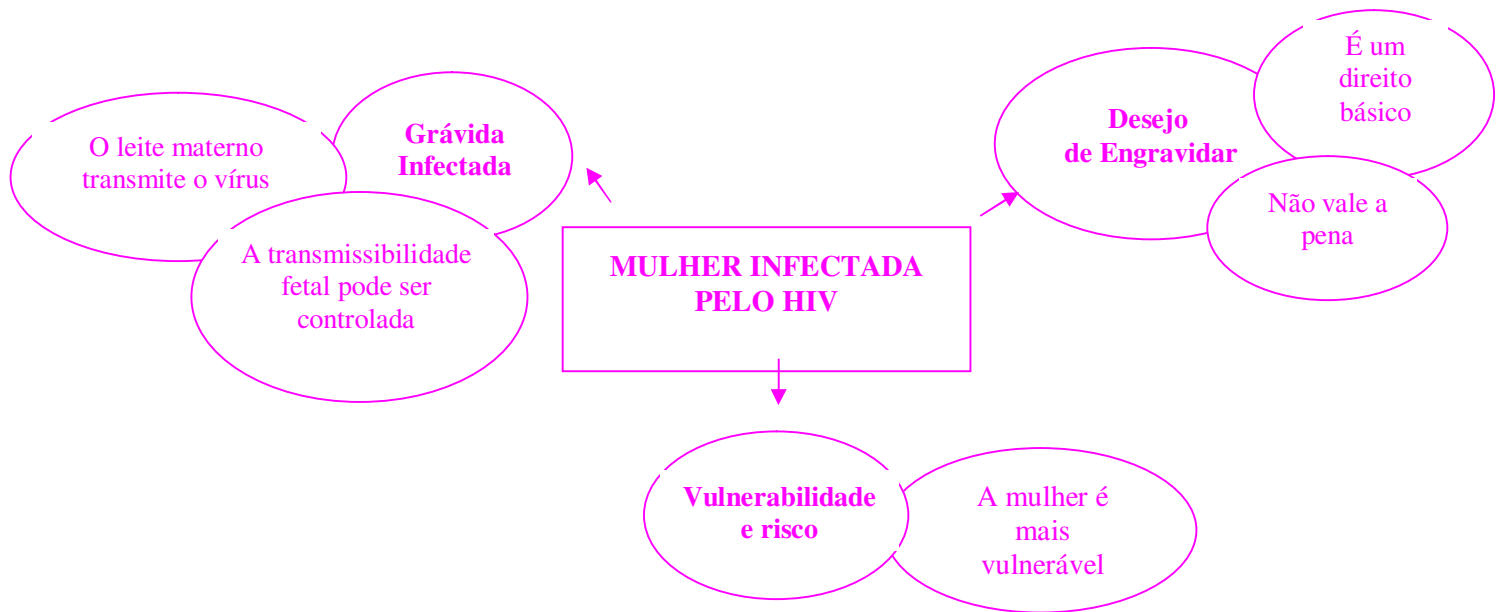 Grávida
Infectada
O leite materno
transmite o vírus
A transmissibilidade
fetal pode ser
controlada
Desejo
de Engravidar
É um
direito
básico
Não vale a
pena
MULHER INFECTADA
PELO HIV
Vulnerabilidade
e risco
A mulher é
mais
vulnerável